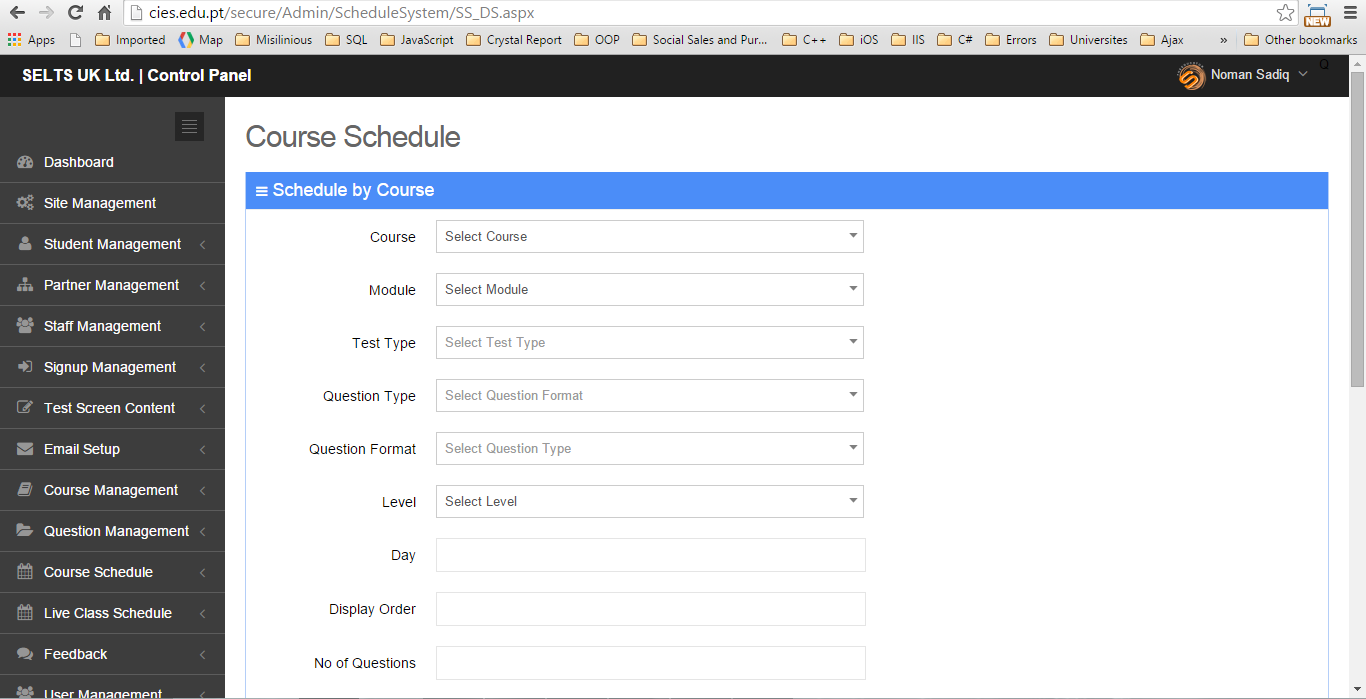 cies.edu.pt/secure/Admin/ScheduleSystem/SS_DS.aspx
NEW
Apps Imported Map Misilinious SQL JavaScript Crystal Report OOP Social Sales and Pur... C++ iOS IIS C# Errors Universites Ajax » Other bookmarks
SELTS UK Ltd. | Control Panel
Noman Sadiq
Q
Dashboard
Site Management
Student Management
Partner Management
Staff Management
Signup Management
Test Screen Content
Email Setup
Course Management
Question Management
Course Schedule
Live Class Schedule
Feedback
User Management
Course Schedule
Schedule by Course
Course Select Course
Module Select Module
Test Type Select Test Type
Question Type Select Question Format
Question Format Select Question Type
Level Select Level
Day
Display Order
No of Questions